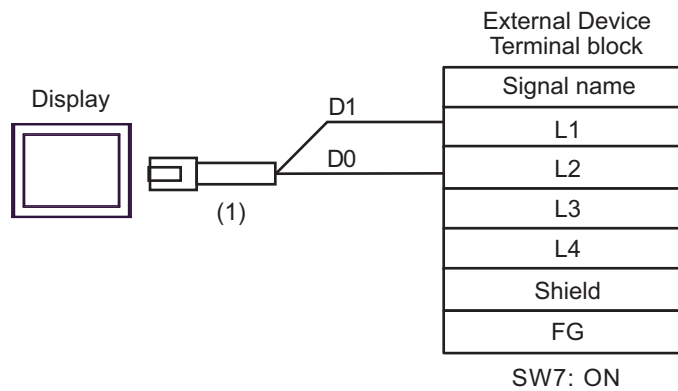 External Device
Terminal block
Signal name
Display
D1
L1
D0
L2
(1)
L3
L4
Shield
FG
SW7: ON